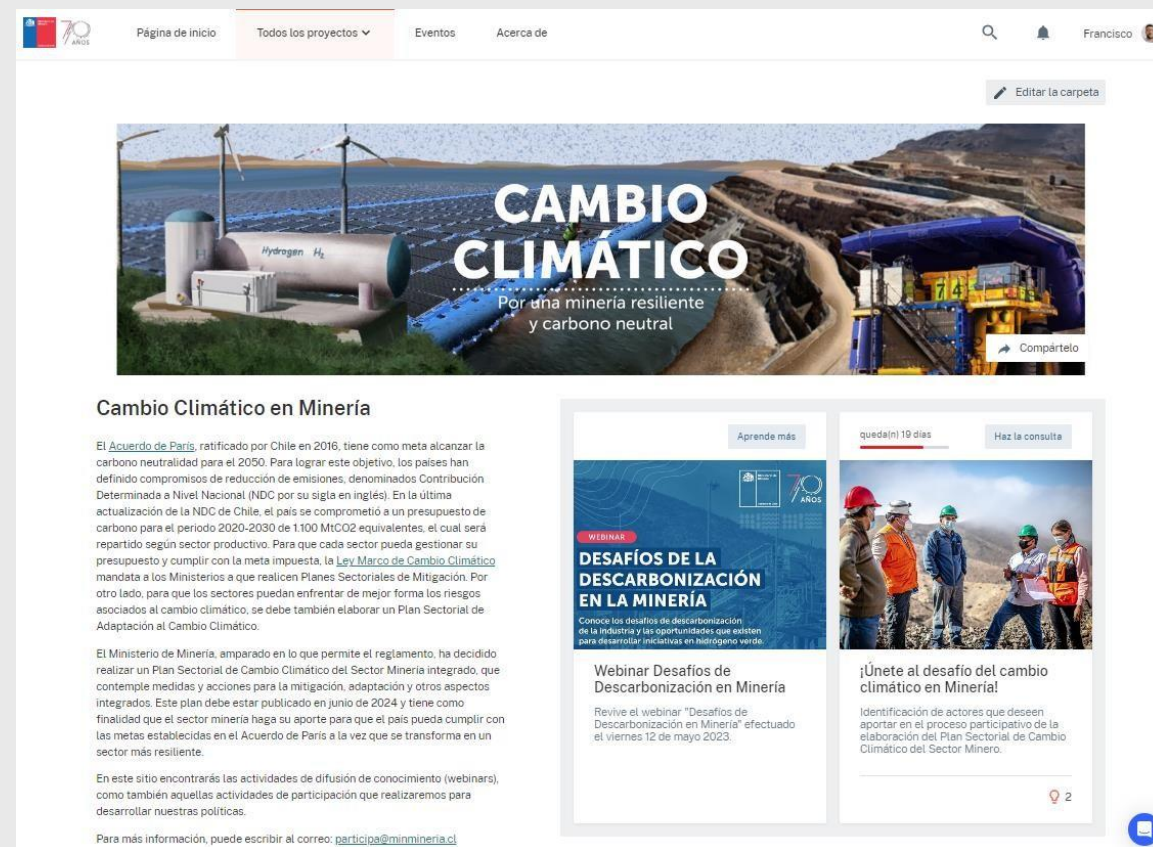 70
AÑOS
Página de inicio
Todos los proyectos
Eventos
Acerca de
Francisco
Editar la carpeta
Hydrogen H2
CAMBIO
CLIMÁTICO
Por una minería resiliente
y carbono neutral
74
Compártelo
Cambio Climático en Minería
El Acuerdo de París, ratificado por Chile en 2016, tiene como meta alcanzar la
carbono neutralidad para el 2050. Para lograr este objetivo, los países han
definido compromisos de reducción de emisiones, denominados Contribución
Determinada a Nivel Nacional (NDC por su sigla en inglés). En la última
actualización de la NDC de Chile, el país se comprometió a un presupuesto de
carbono para el periodo 2020-2030 de 1.100 MtCO2 equivalentes, el cual será
repartido según sector productivo. Para que cada sector pueda gestionar su
presupuesto y cumplir con la meta impuesta, la Ley Marco de Cambio Climático
mandata a los Ministerios a que realicen Planes Sectoriales de Mitigación. Por
otro lado, para que los sectores puedan enfrentar de mejor forma los riesgos
asociados al cambio climático, se debe también elaborar un Plan Sectorial de
Adaptación al Cambio Climático.
El Ministerio de Minería, amparado en lo que permite el reglamento, ha decidido
realizar un Plan Sectorial de Cambio Climático del Sector Minería integrado, que
contemple medidas y acciones para la mitigación, adaptación y otros aspectos
integrados. Este plan debe estar publicado en junio de 2024 y tiene como
finalidad que el sector minería haga su aporte para que el país pueda cumplir con
las metas establecidas en el Acuerdo de París a la vez que se transforma en un
sector más resiliente.
En este sitio encontrarás las actividades de difusión de conocimiento (webinars),
como también aquellas actividades de participación que realizaremos para
desarrollar nuestras políticas.
Para más información, puede escribir al correo: participa@minmineria.cl
Aprende más
70
AÑOS
WEBINAR
DESAFÍOS DE LA
DESCARBONIZACIÓN
EN LA MINERÍA
Conoce los desafíos de descarbonización
de la industria y las oportunidades que existen
para desarrollar iniciativas en hidrógeno verde.
Webinar Desafíos de
Descarbonización en Minería
Revive el webinar "Desafíos de
Descarbonización en Minería" efectuado
el viernes 12 de mayo 2023.
queda(n) 19 días
Haz la consulta
¡Únete al desafío del cambio
climático en Minería!
Identificación de actores que deseen
aportar en el proceso participativo de la
elaboración del Plan Sectorial de Cambio
Climático del Sector Minero.
2